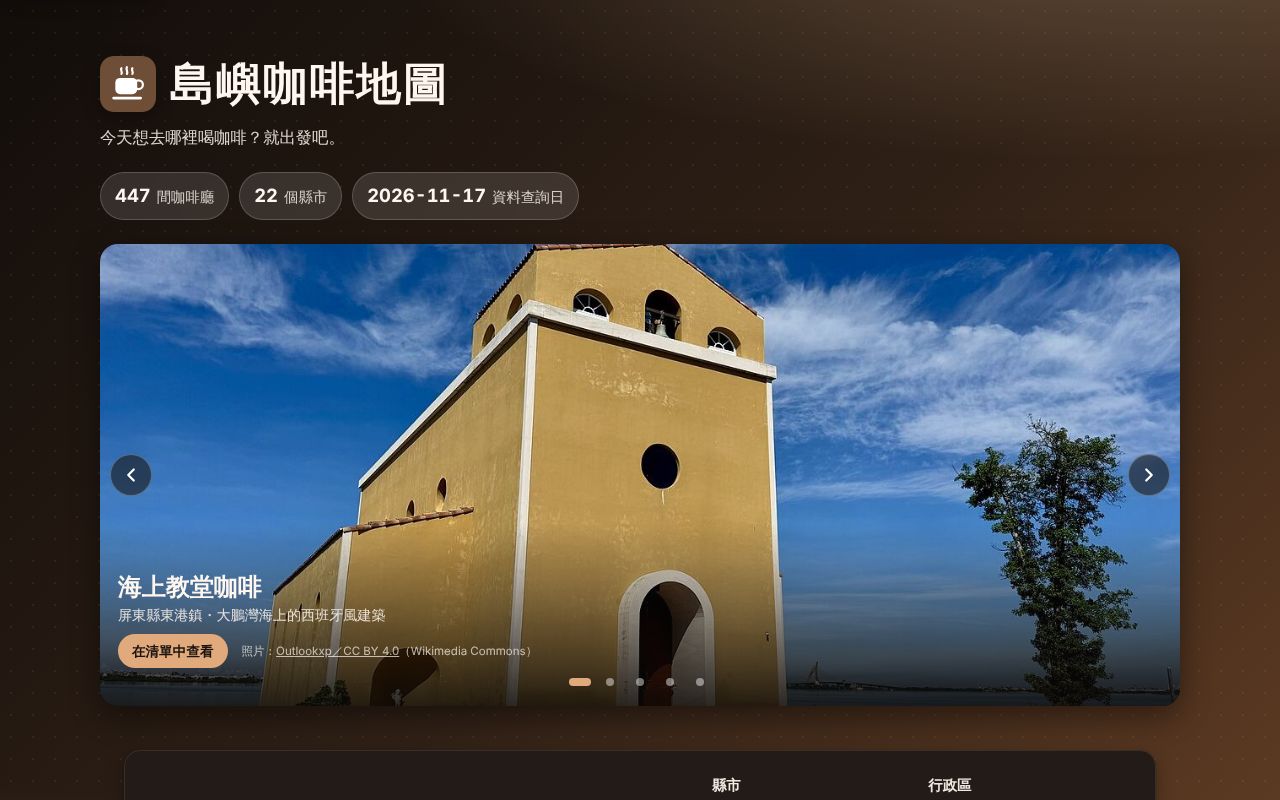 島嶼咖啡地圖
今天想去哪裡喝咖啡？就出發吧。
447 間咖啡廳 22 個縣市 2026-11-17 資料查詢日
海上教堂咖啡
屏東縣東港鎮・大鵬灣海上的西班牙風建築
在清單中查看 照片：Outlookxp／CC BY 4.0（Wikimedia Commons）
縣市 行政區